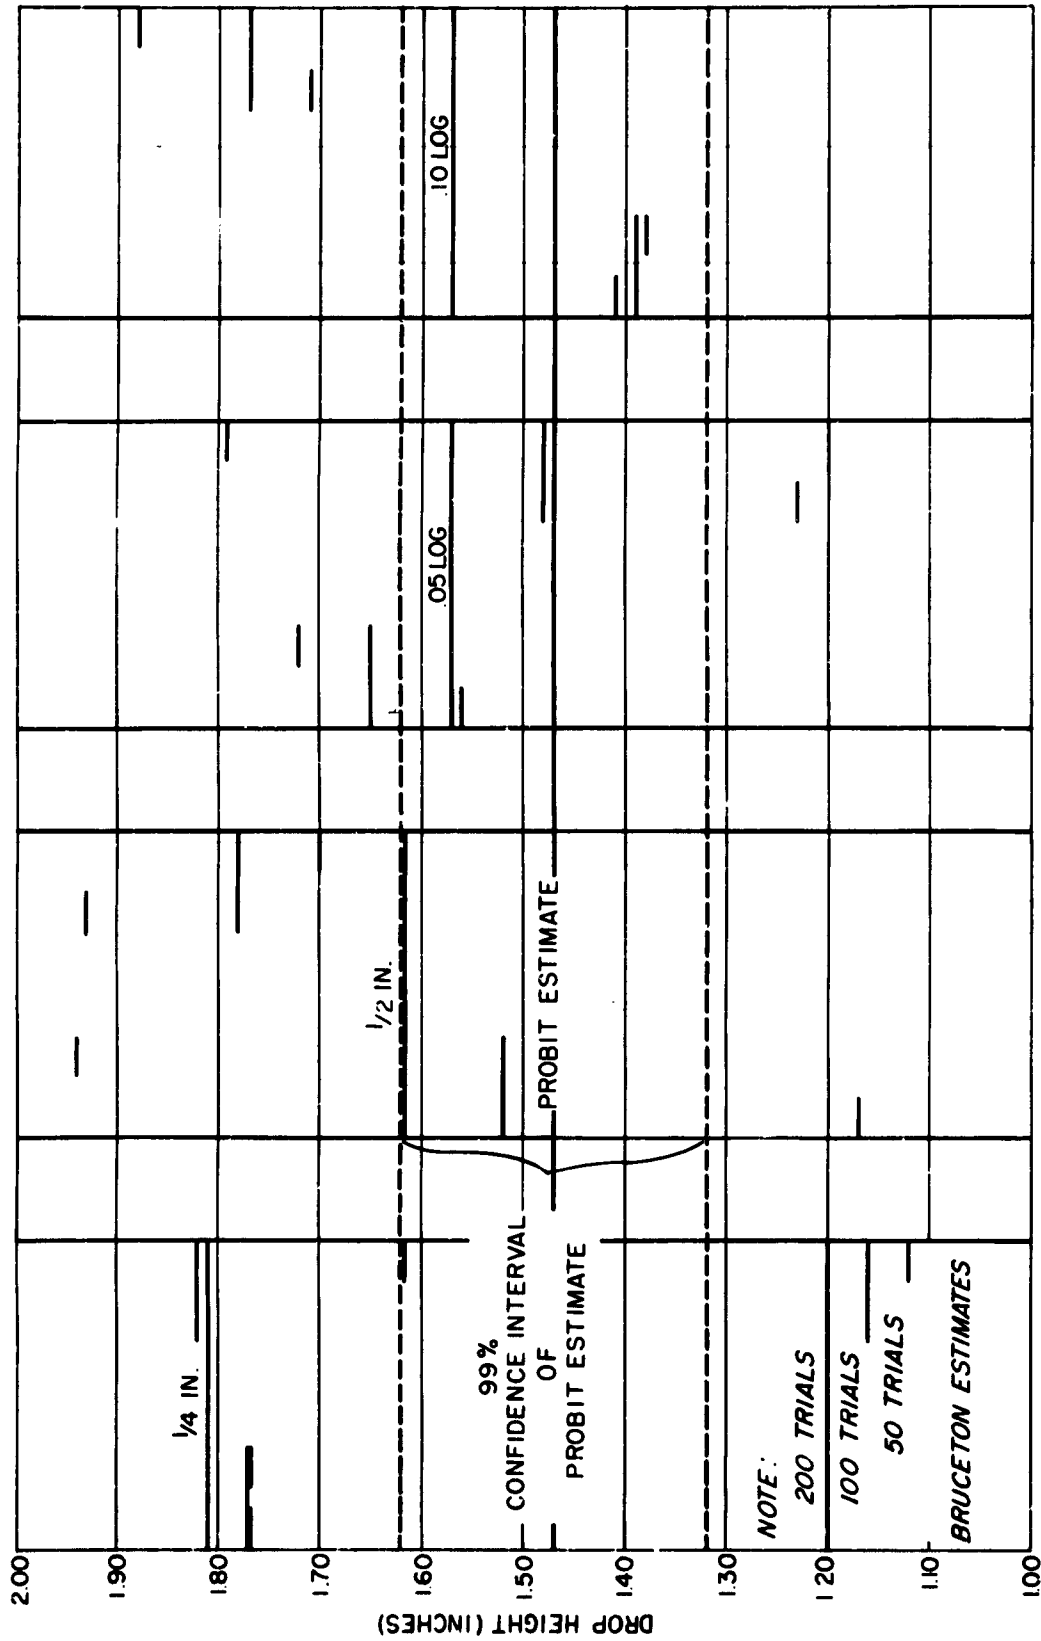 DROP HEIGHT (INCHES)
2.00
1.90
1.80
1.70
1.60
1.50
1.40
1.30
1.20
1.10
1.00
1/4 IN.
1/2 IN.
.05 LOG
.10 LOG
99%
CONFIDENCE INTERVAL
OF
PROBIT ESTIMATE
PROBIT ESTIMATE
NOTE:
200 TRIALS
100 TRIALS
50 TRIALS
BRUCETON ESTIMATES